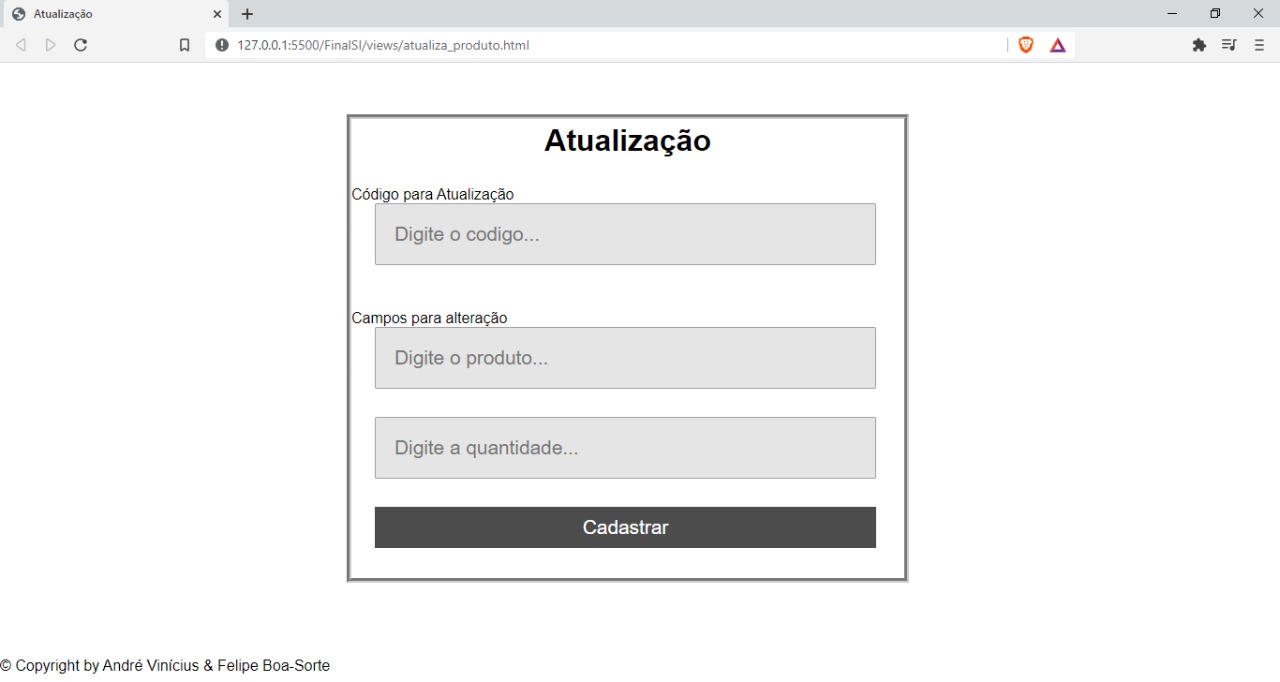 Atualização
127.0.0.1:5500/FinalSI/views/atualiza_produto.html
Atualização
Código para Atualização
Digite o codigo...
Campos para alteração
Digite o produto...
Digite a quantidade...
Cadastrar
© Copyright by André Vinícius & Felipe Boa-Sorte